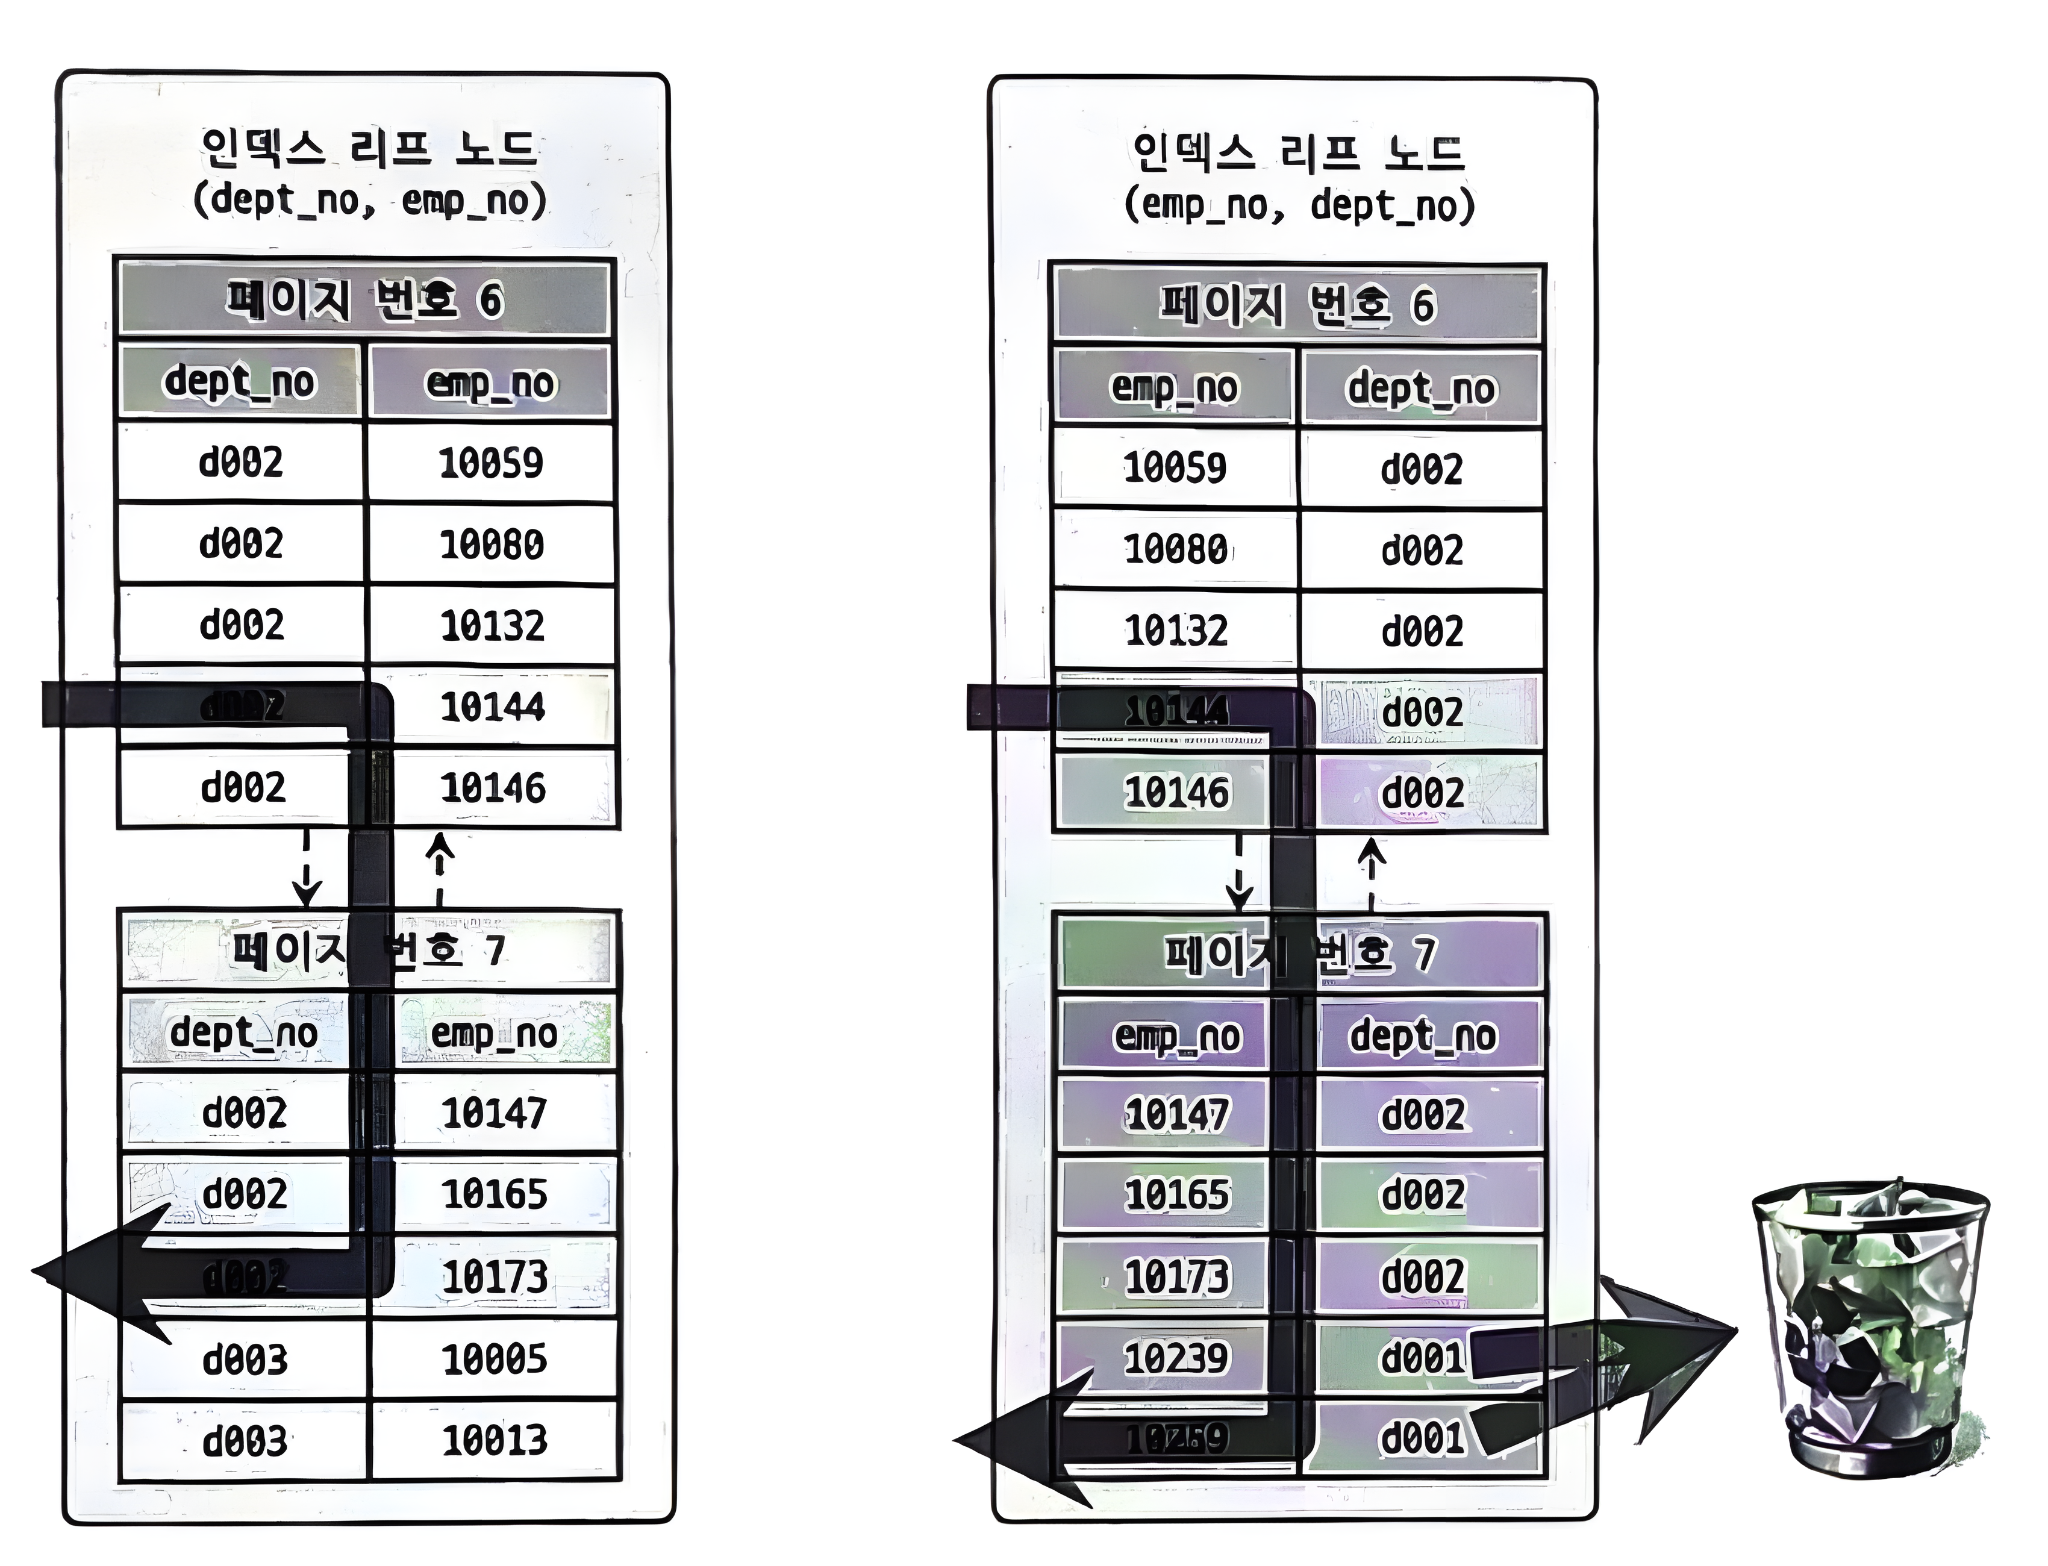 인덱스 리프 노드
(dept_no, emp_no)
페이지 번호 6
dept_no emp_no
d002 10059
d002 10080
d002 10132
d002 10144
d002 10146
페이지 번호 7
dept_no emp_no
d002 10147
d002 10165
d002 10173
d003 10005
d003 10013
인덱스 리프 노드
(emp_no, dept_no)
페이지 번호 6
emp_no dept_no
10059 d002
10080 d002
10132 d002
10144 d002
10146 d002
페이지 번호 7
emp_no dept_no
10147 d002
10165 d002
10173 d002
10239 d001
d001